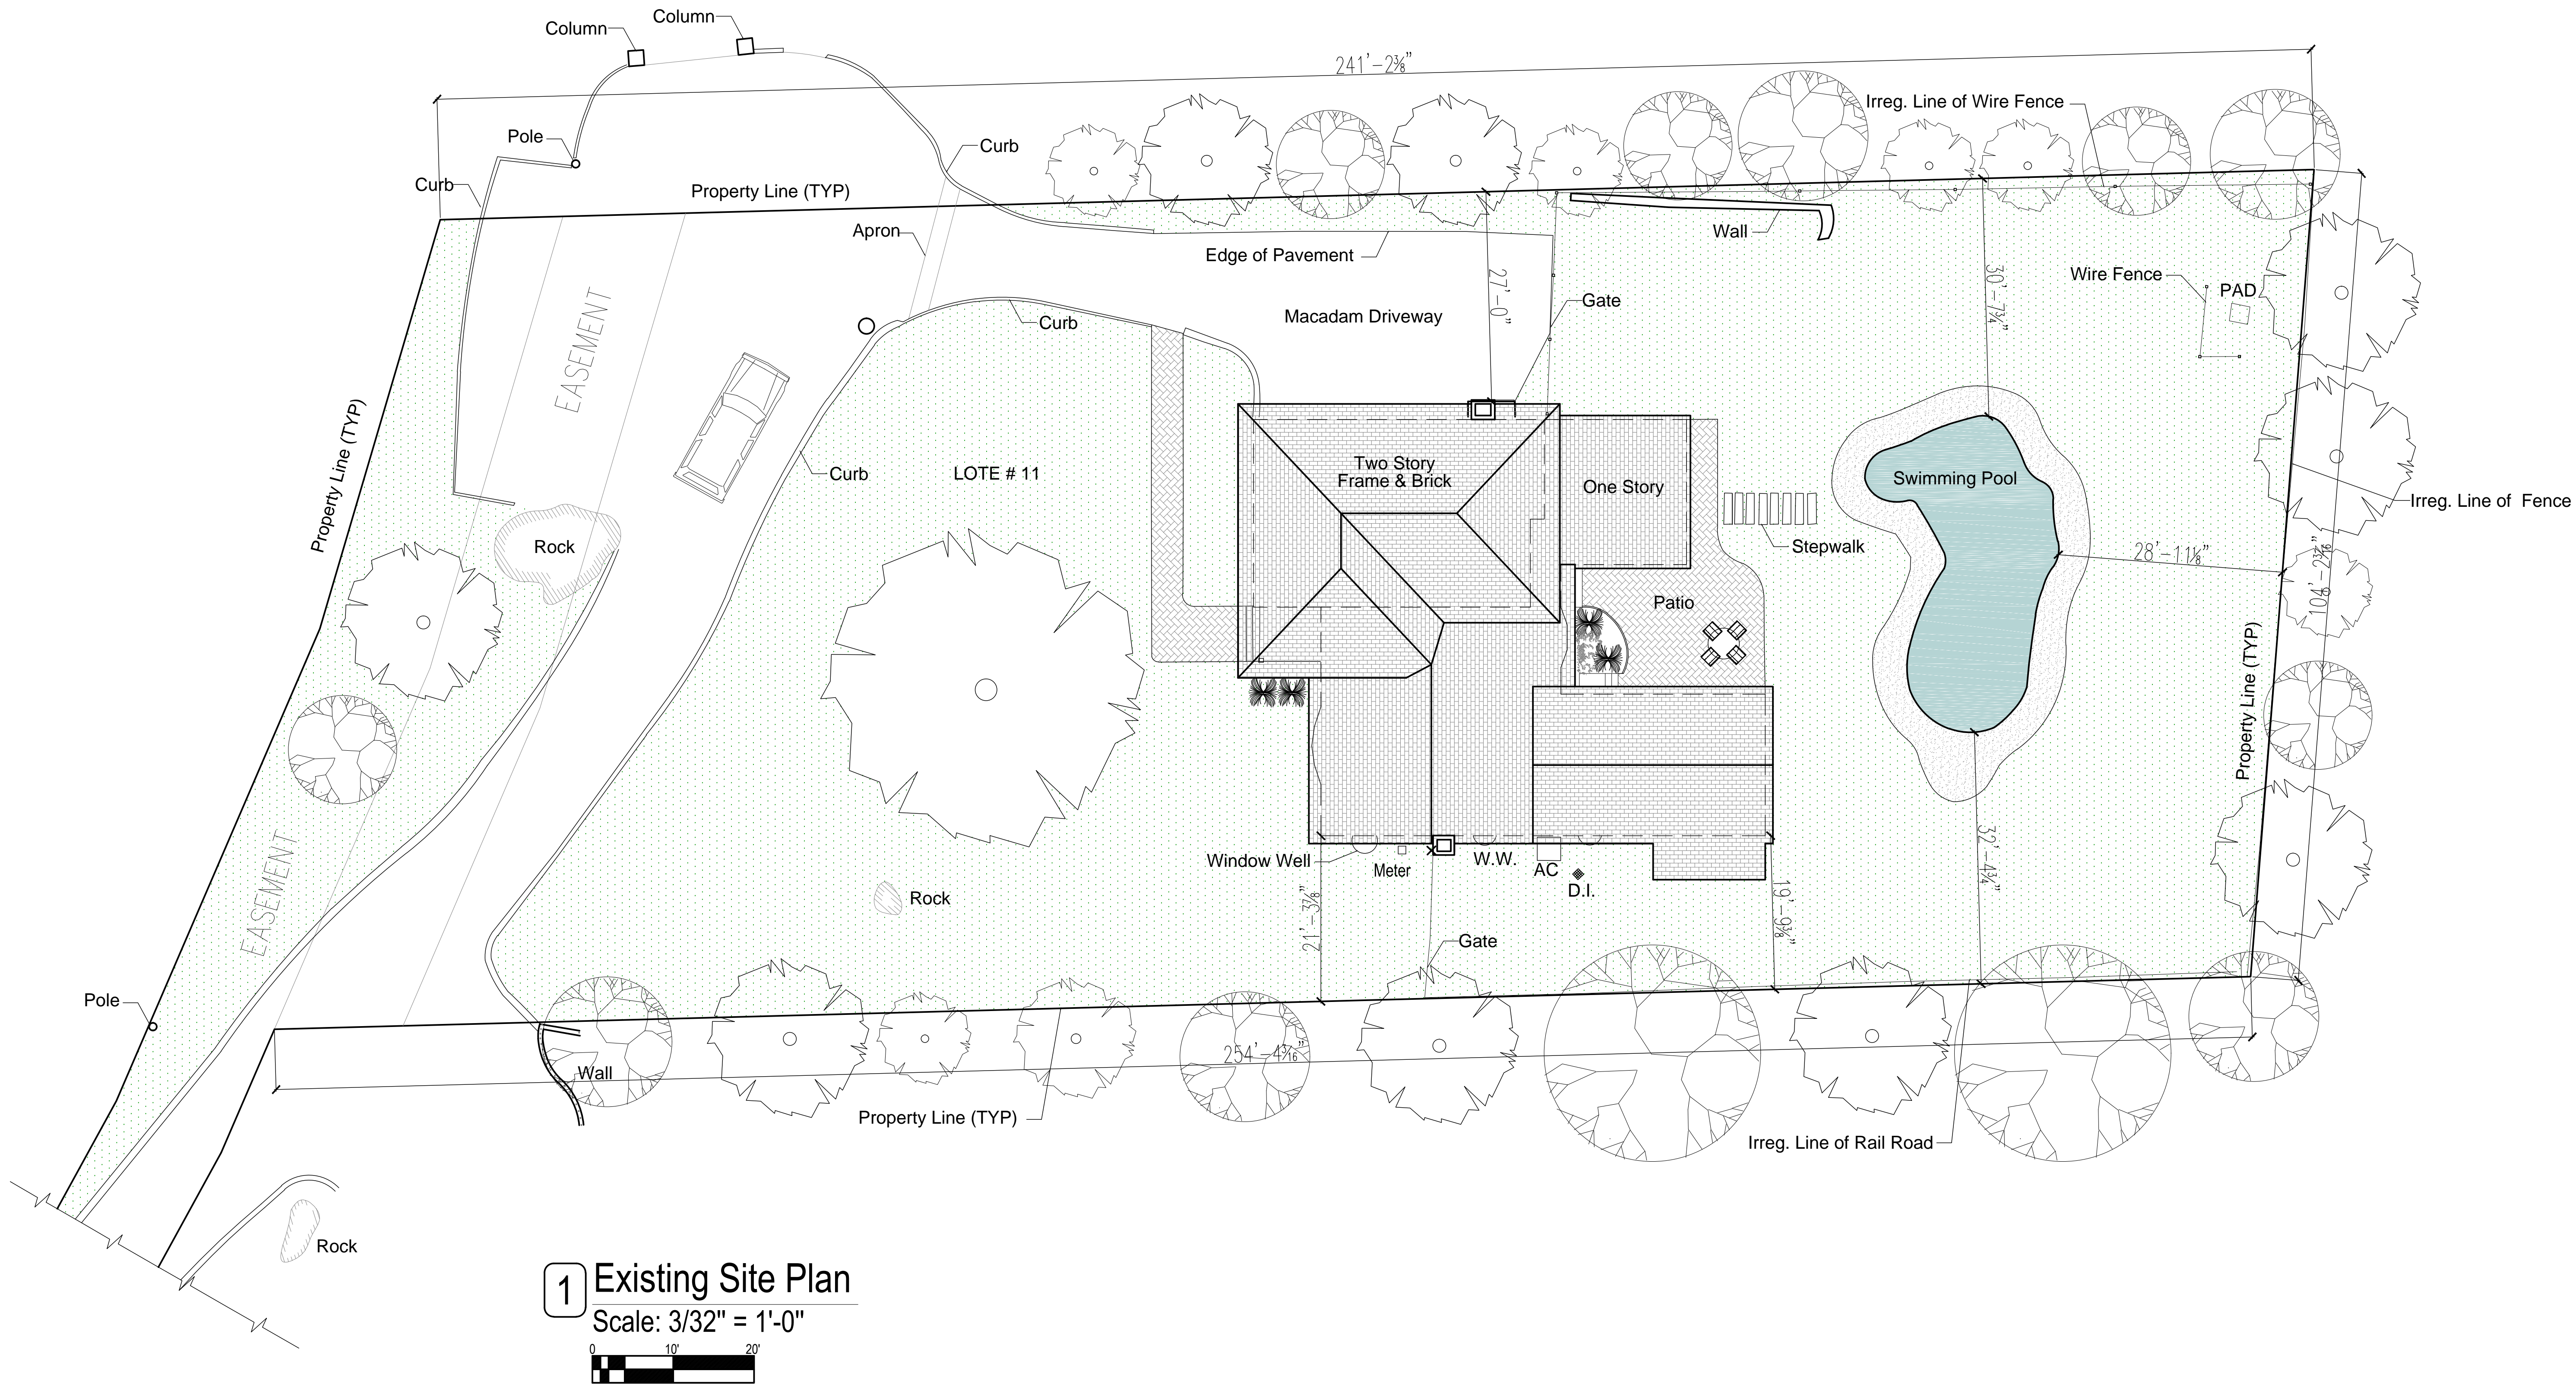 Column
Column
241'-2⅜"
Irreg. Line of Wire Fence
Pole
Curb
Curb
Property Line (TYP)
Apron
Wall
Edge of Pavement
27'-0"
30'-7¾"
Wire Fence
PAD
EASEMENT
Gate
Macadam Driveway
Curb
Property Line (TYP)
Curb
LOTE # 11
Two Story
Frame & Brick
One Story
Swimming Pool
Irreg. Line of Fence
Rock
Stepwalk
28'-11⅛"
Patio
Property Line (TYP)
EASEMENT
Window Well
Meter
W.W.
AC
D.I.
32'-4¾"
Rock
21'-3⅞"
19'-9⅜"
Gate
Pole
254'-4³⁄₁₆"
Wall
Property Line (TYP)
Irreg. Line of Rail Road
Rock
1
Existing Site Plan
Scale: 3/32" = 1'-0"
0 10' 20'